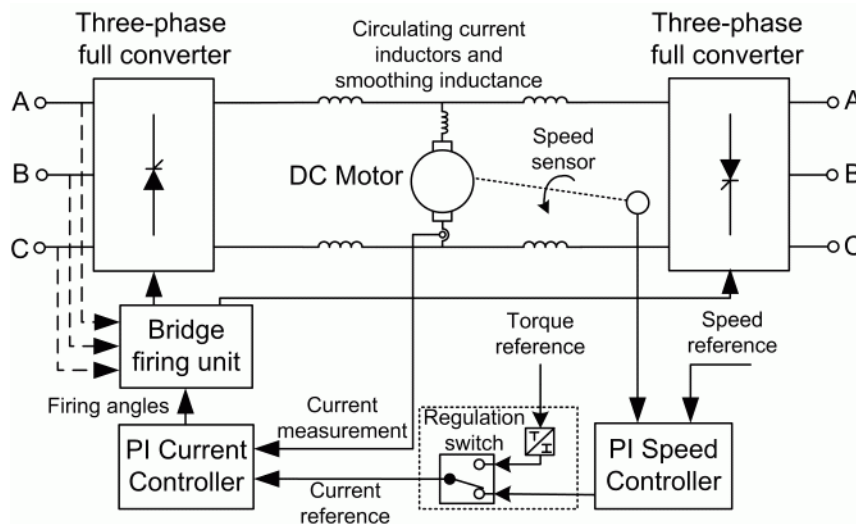 Three-phase
full converter
Circulating current
inductors and
smoothing inductance
Three-phase
full converter
A
A
B
B
C
C
DC Motor
Speed
sensor
Bridge
firing unit
Torque
reference
Speed
reference
Firing angles
Current
measurement
Regulation
switch
T
I
PI Current
Controller
Current
reference
PI Speed
Controller